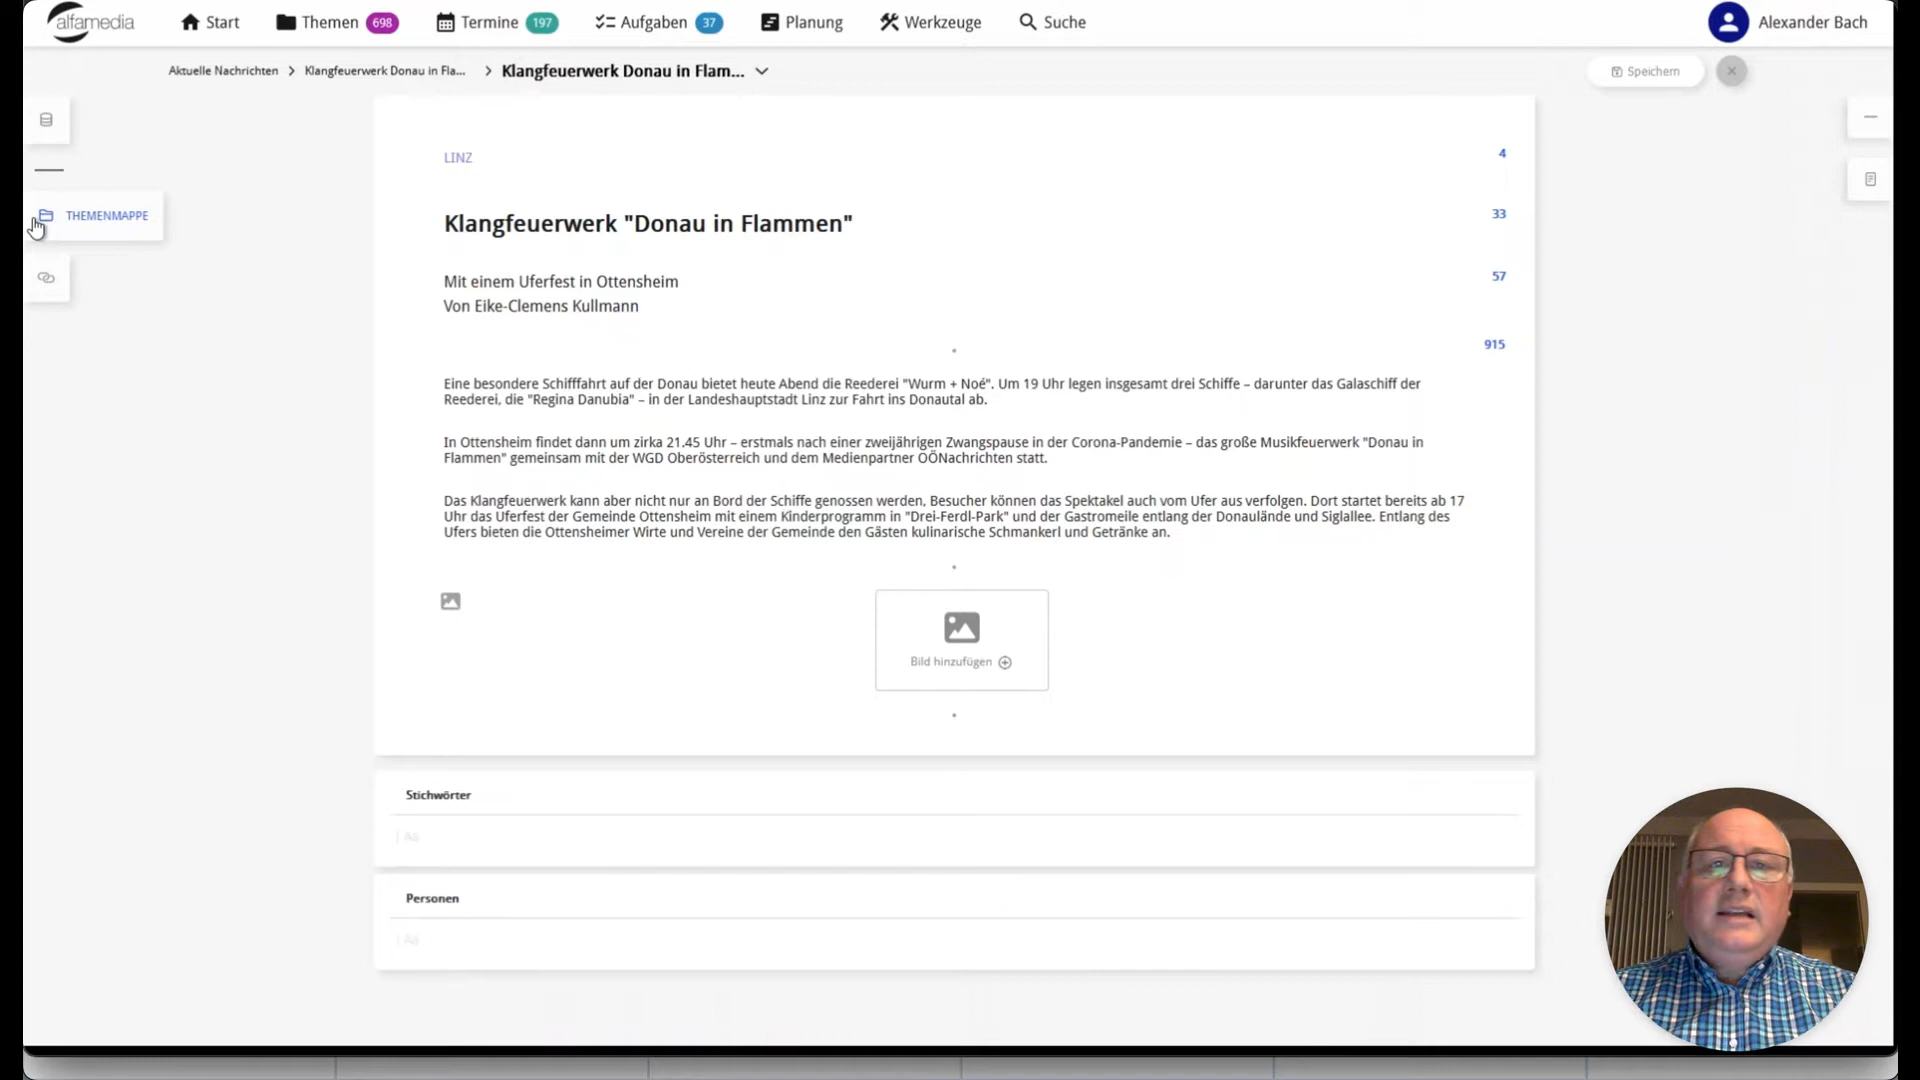 alfamedia
Start
Themen 698
Termine 197
Aufgaben 37
Planung
Werkzeuge
Suche
Alexander Bach
Aktuelle Nachrichten > Klangfeuerwerk Donau in Fla... > Klangfeuerwerk Donau in Flam...
Speichern
THEMENMAPPE
LINZ
4
Klangfeuerwerk "Donau in Flammen"
33
Mit einem Uferfest in Ottensheim
57
Von Eike-Clemens Kullmann
915
Eine besondere Schifffahrt auf der Donau bietet heute Abend die Reederei "Wurm + Noé". Um 19 Uhr legen insgesamt drei Schiffe – darunter das Galaschiff der
Reederei, die "Regina Danubia" – in der Landeshauptstadt Linz zur Fahrt ins Donautal ab.
In Ottensheim findet dann um zirka 21.45 Uhr – erstmals nach einer zweijährigen Zwangspause in der Corona-Pandemie – das große Musikfeuerwerk "Donau in
Flammen" gemeinsam mit der WGD Oberösterreich und dem Medienpartner OÖNachrichten statt.
Das Klangfeuerwerk kann aber nicht nur an Bord der Schiffe genossen werden, Besucher können das Spektakel auch vom Ufer aus verfolgen. Dort startet bereits ab 17
Uhr das Uferfest der Gemeinde Ottensheim mit einem Kinderprogramm in "Drei-Ferdl-Park" und der Gastromeile entlang der Donaulände und Siglallee. Entlang des
Ufers bieten die Ottensheimer Wirte und Vereine der Gemeinde den Gästen kulinarische Schmankerl und Getränke an.
Bild hinzufügen
Stichwörter
Aa
Personen
Aa